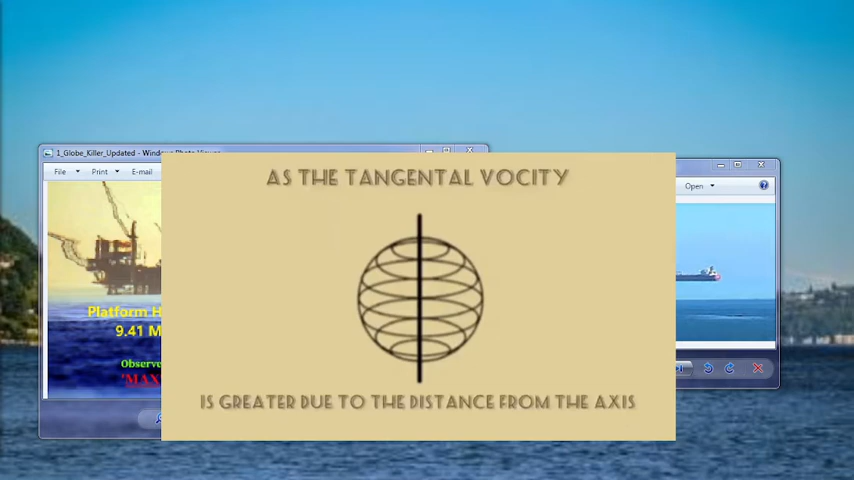 1_Globe_Killer_Updated - Windows Photo Viewer
File Print E-mail
Open
AS THE TANGENTAL VOCITY
Platform H
9.41 M
Observe
"MAX
IS GREATER DUE TO THE DISTANCE FROM THE AXIS